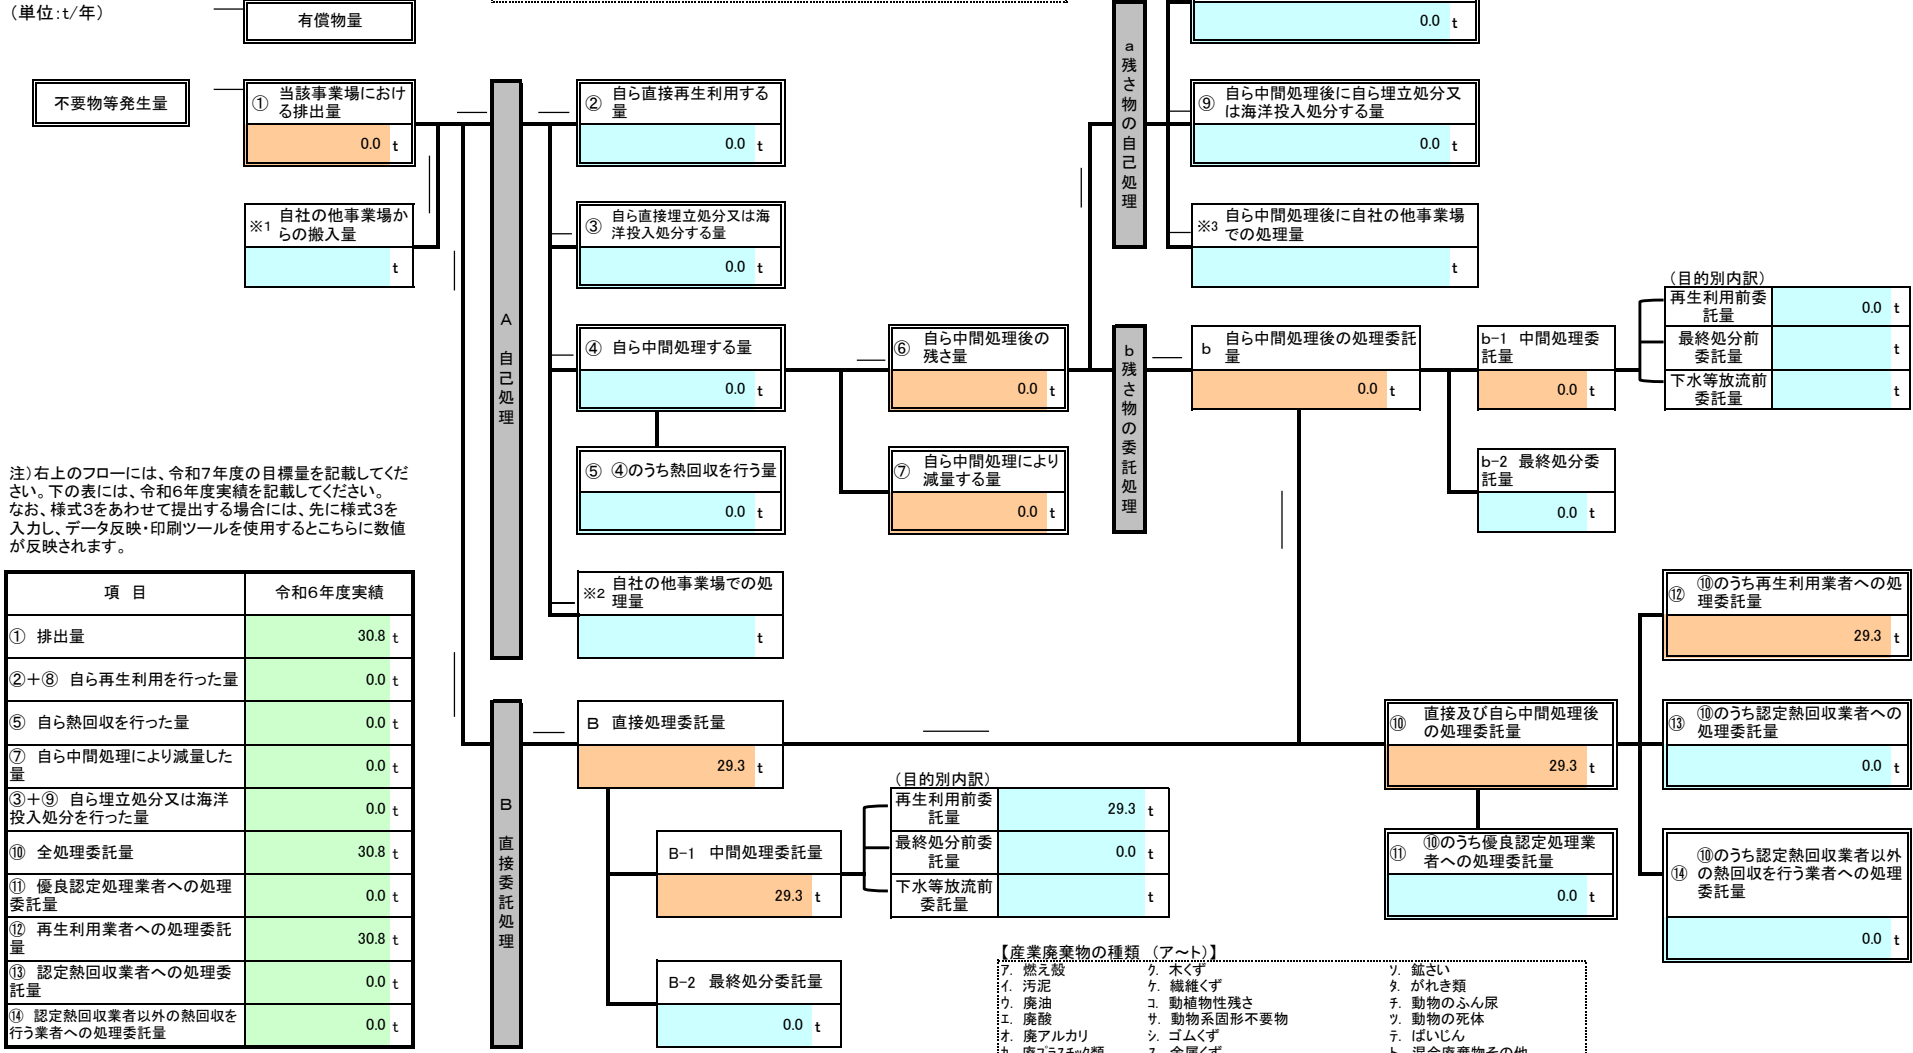 （単位:t/年）
有償物量
0.0 t
不要物等発生量
① 当該事業場におけ
る排出量
0.0 t
② 自ら直接再生利用する
量
0.0 t
a 残さ物の自己処理
⑨ 自ら中間処理後に自ら埋立処分又
は海洋投入処分する量
0.0 t
※1 自社の他事業場か
らの搬入量
t
③ 自ら直接埋立処分又は海
洋投入処分する量
0.0 t
※3 自ら中間処理後に自社の他事業場
での処理量
t
A 自己処理
④ 自ら中間処理する量
0.0 t
⑥ 自ら中間処理後の
残さ量
0.0 t
b 残さ物の委託処理
b 自ら中間処理後の処理委託
量
0.0 t
b-1 中間処理委
託量
0.0 t
（目的別内訳）
再生利用前委
託量
0.0 t
最終処分前
委託量
t
下水等放流前
委託量
t
⑤ ④のうち熱回収を行う量
0.0 t
⑦ 自ら中間処理により
減量する量
0.0 t
b-2 最終処分委
託量
0.0 t
注）右上のフローには、令和7年度の目標量を記載してくだ
さい。下の表には、令和6年度実績を記載してください。
なお、様式3をあわせて提出する場合には、先に様式3を
入力し、データ反映・印刷ツールを使用するとこちらに数値
が反映されます。
※2 自社の他事業場での処
理量
t
項 目 令和6年度実績
① 排出量 30.8 t
②＋⑧ 自ら再生利用を行った量 0.0 t
⑤ 自ら熱回収を行った量 0.0 t
⑦ 自ら中間処理により減量した
量 0.0 t
③＋⑨ 自ら埋立処分又は海洋
投入処分を行った量 0.0 t
⑩ 全処理委託量 30.8 t
⑪ 優良認定処理業者への処理
委託量 0.0 t
⑫ 再生利用業者への処理委託
量 30.8 t
⑬ 認定熱回収業者への処理委
託量 0.0 t
⑭ 認定熱回収業者以外の熱回収を
行う業者への処理委託量 0.0 t
B 直接委託処理
B 直接処理委託量
29.3 t
B-1 中間処理委託量
29.3 t
（目的別内訳）
再生利用前委
託量
29.3 t
最終処分前委
託量
0.0 t
下水等放流前
委託量
B-2 最終処分委託量
0.0 t
⑩ 直接及び自ら中間処理後
の処理委託量
29.3 t
⑪ ⑩のうち優良認定処理業
者への処理委託量
0.0 t
⑫ ⑩のうち再生利用業者への処
理委託量
29.3 t
⑬ ⑩のうち認定熱回収業者への
処理委託量
0.0 t
⑭ ⑩のうち認定熱回収業者以外
の熱回収を行う業者への処理
委託量
0.0 t
【産業廃棄物の種類 （ア～ト）】
ｱ. 燃え殻 ｸ. 木くず ｿ. 鉱さい
ｲ. 汚泥 ｹ. 繊維くず ﾀ. がれき類
ｳ. 廃油 ｺ. 動植物性残さ ﾁ. 動物のふん尿
ｴ. 廃酸 ｻ. 動物系固形不要物 ﾂ. 動物の死体
ｵ. 廃アルカリ ｼ. ゴムくず ﾃ. ばいじん
ｶ. 廃ﾌﾟﾗｽﾁｯｸ類 ｽ. 金属くず ﾄ. 混合廃棄物その他